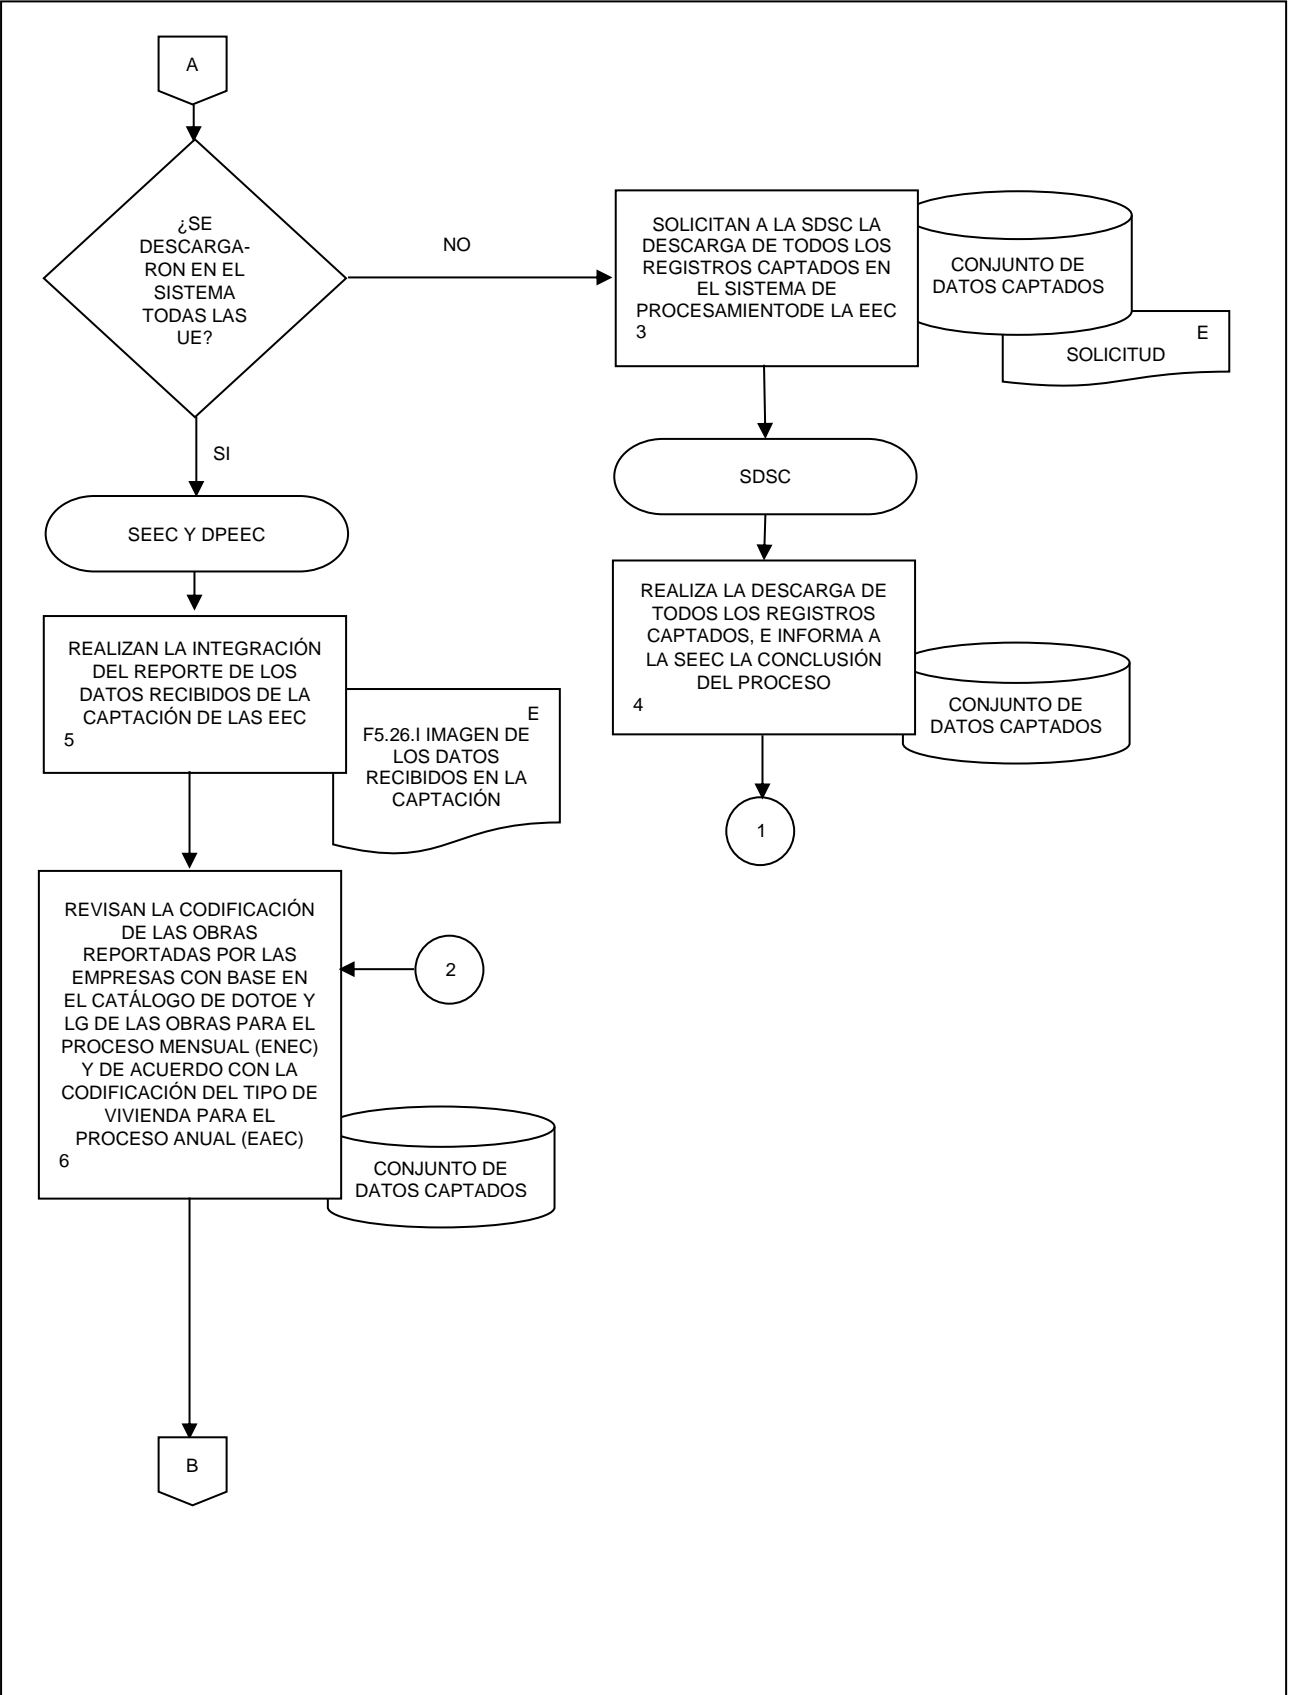 A
¿SE
DESCARGA-
RON EN EL
SISTEMA
TODAS LAS
UE?
NO
SI
SOLICITAN A LA SDSC LA
DESCARGA DE TODOS LOS
REGISTROS CAPTADOS EN
EL SISTEMA DE
PROCESAMIENTODE LA EEC
3
CONJUNTO DE
DATOS CAPTADOS
E
SOLICITUD
SDSC
REALIZA LA DESCARGA DE
TODOS LOS REGISTROS
CAPTADOS, E INFORMA A
LA SEEC LA CONCLUSIÓN
DEL PROCESO
4
CONJUNTO DE
DATOS CAPTADOS
1
SEEC Y DPEEC
REALIZAN LA INTEGRACIÓN
DEL REPORTE DE LOS
DATOS RECIBIDOS DE LA
CAPTACIÓN DE LAS EEC
5
E
F5.26.I IMAGEN DE
LOS DATOS
RECIBIDOS EN LA
CAPTACIÓN
REVISAN LA CODIFICACIÓN
DE LAS OBRAS
REPORTADAS POR LAS
EMPRESAS CON BASE EN
EL CATÁLOGO DE DOTOE Y
LG DE LAS OBRAS PARA EL
PROCESO MENSUAL (ENEC)
Y DE ACUERDO CON LA
CODIFICACIÓN DEL TIPO DE
VIVIENDA PARA EL
PROCESO ANUAL (EAEC)
6
2
CONJUNTO DE
DATOS CAPTADOS
B